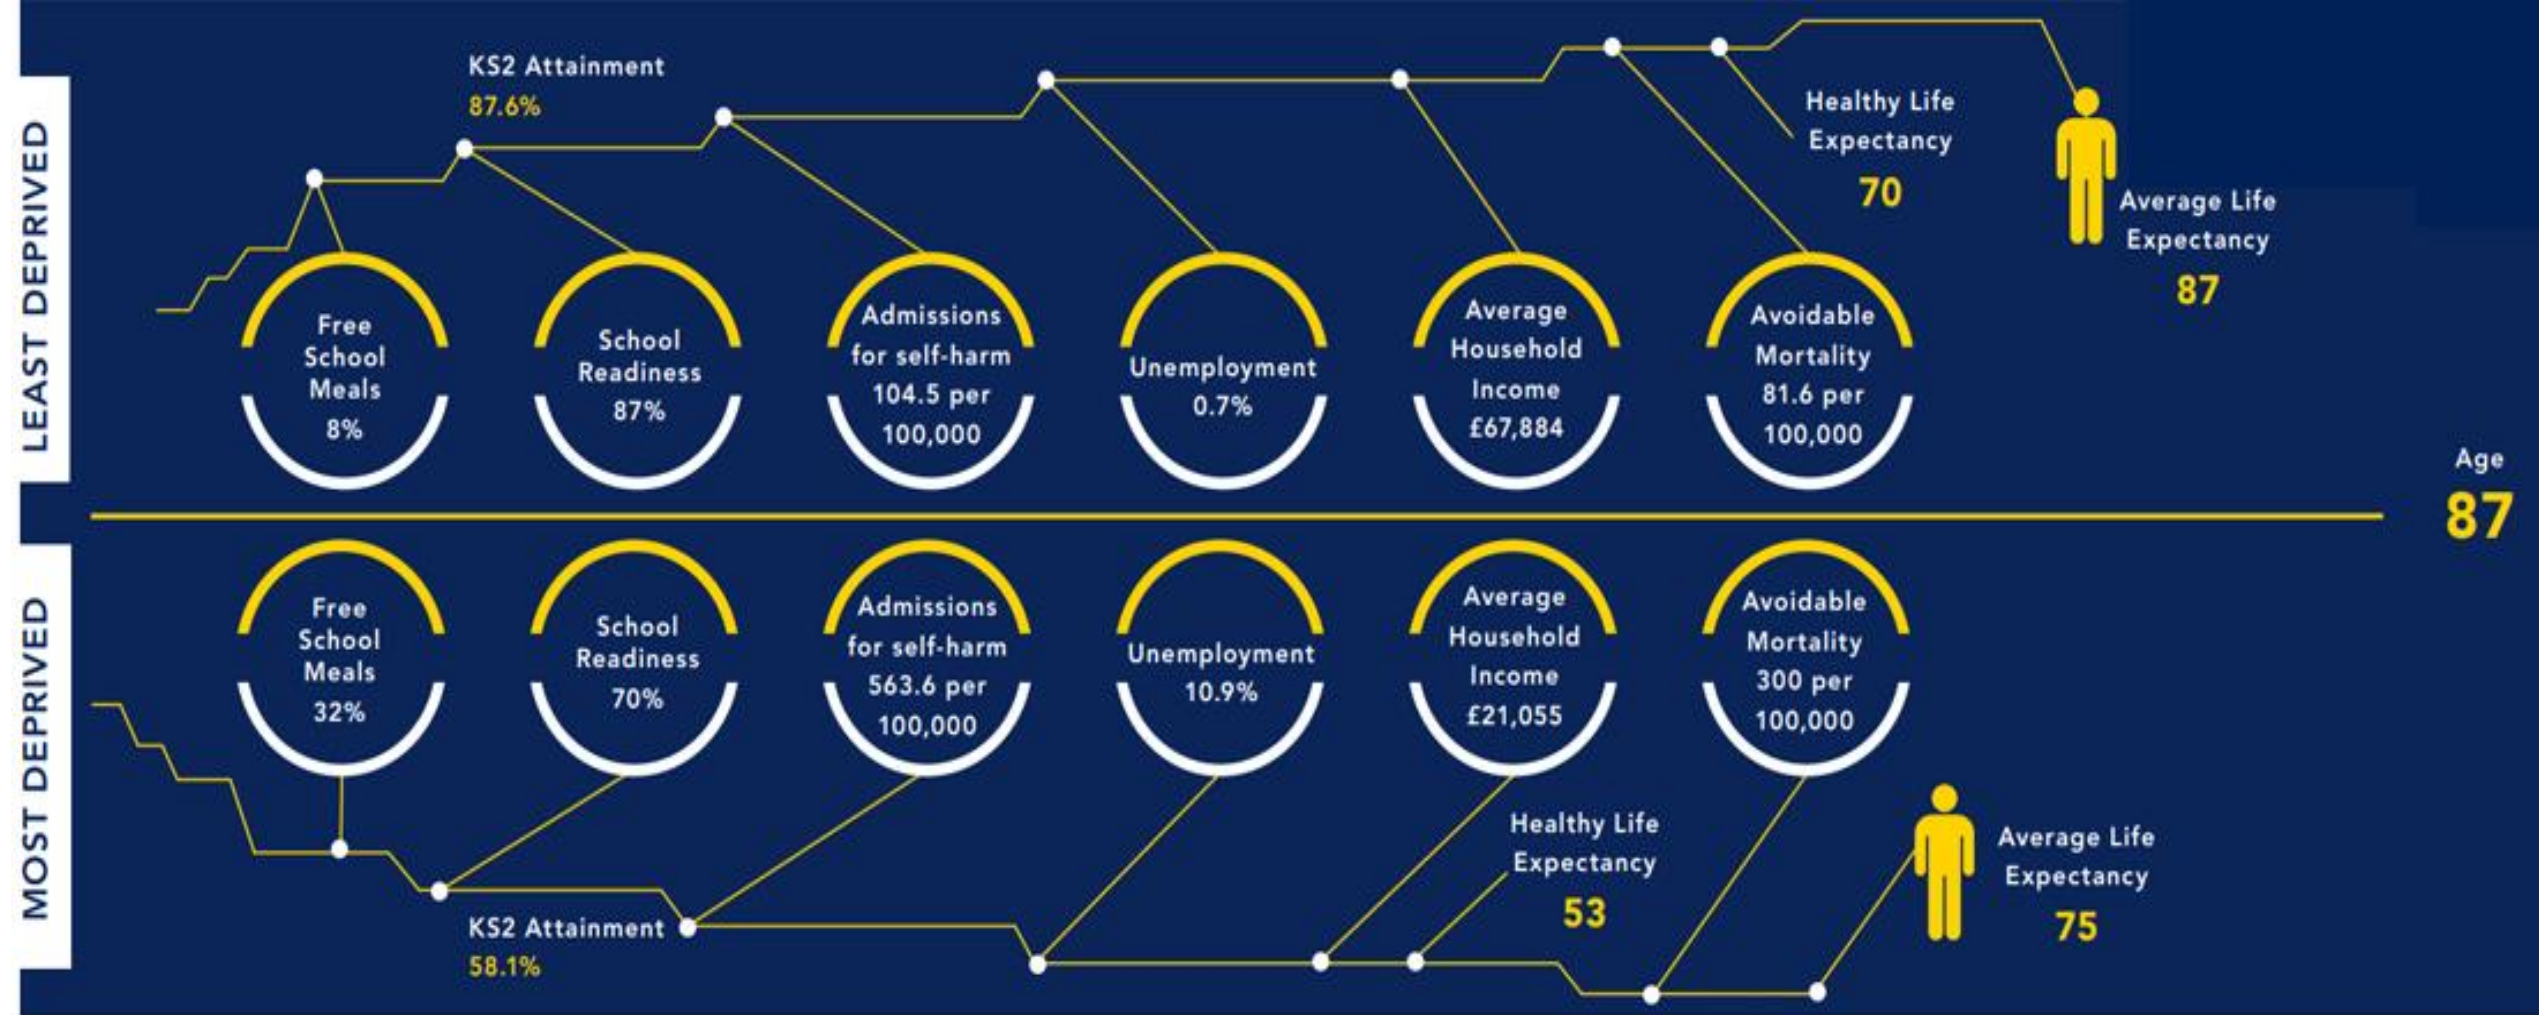 LEAST DEPRIVED
KS2 Attainment
87.6%
Free
School
Meals
8%
School
Readiness
87%
Admissions
for self-harm
104.5 per
100,000
Unemployment
0.7%
Average
Household
Income
£67,884
Avoidable
Mortality
81.6 per
100,000
Healthy Life
Expectancy
70
Average Life
Expectancy
87
Age
87
MOST DEPRIVED
Free
School
Meals
32%
School
Readiness
70%
KS2 Attainment
58.1%
Admissions
for self-harm
563.6 per
100,000
Unemployment
10.9%
Average
Household
Income
£21,055
Healthy Life
Expectancy
53
Avoidable
Mortality
300 per
100,000
Average Life
Expectancy
75